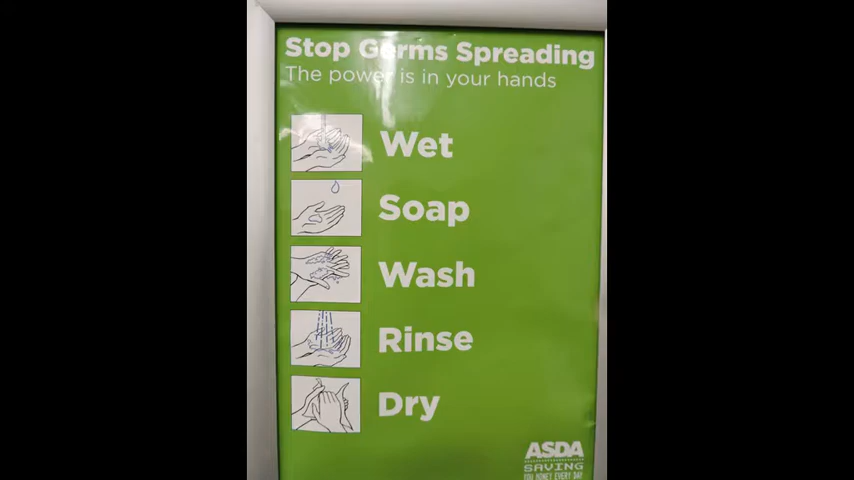 Stop Germs Spreading
The power is in your hands
Wet
Soap
Wash
Rinse
Dry
ASDA
SAVING
YOU MONEY EVERY DAY